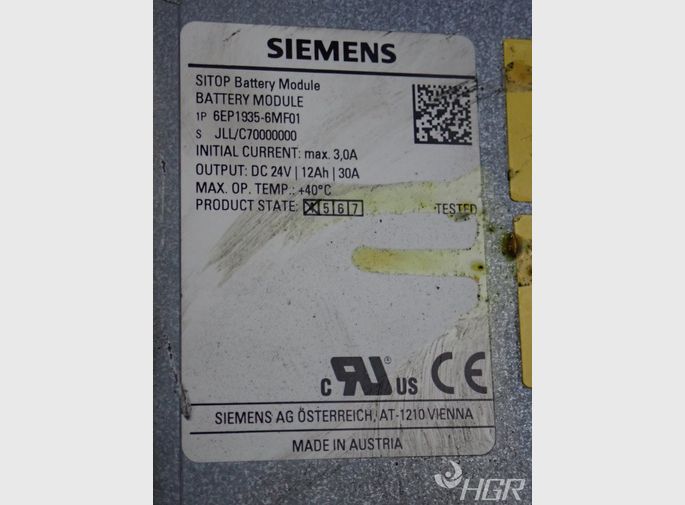 SIEMENS
SITOP Battery Module
BATTERY MODULE
1P 6EP1935-6MF01
S JLL/C70000000
INITIAL CURRENT: max. 3,0A
OUTPUT: DC 24V | 12Ah | 30A
MAX. OP. TEMP.: +40°C
PRODUCT STATE: 5 6 7 TESTED
C RU ® US CE
SIEMENS AG ÖSTERREICH, AT-1210 VIENNA
MADE IN AUSTRIA
HGR